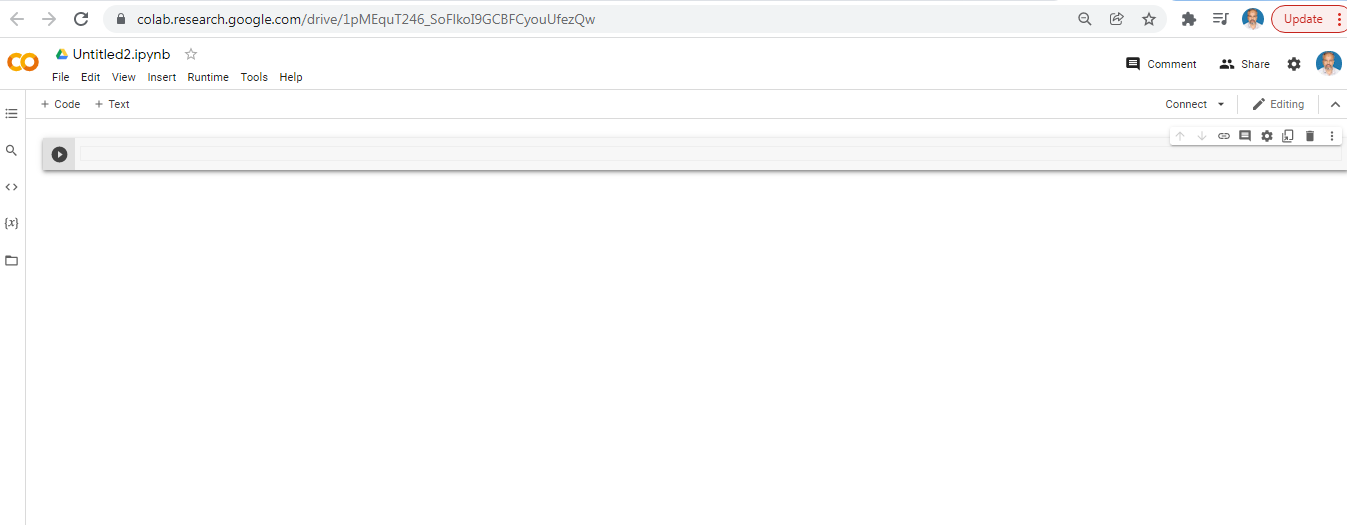 colab.research.google.com/drive/1pMEquT246_SoFlkoI9GCBFCyouUfezQw
Update
Untitled2.ipynb
File Edit View Insert Runtime Tools Help
Comment
Share
+ Code + Text
Connect
Editing
{x}